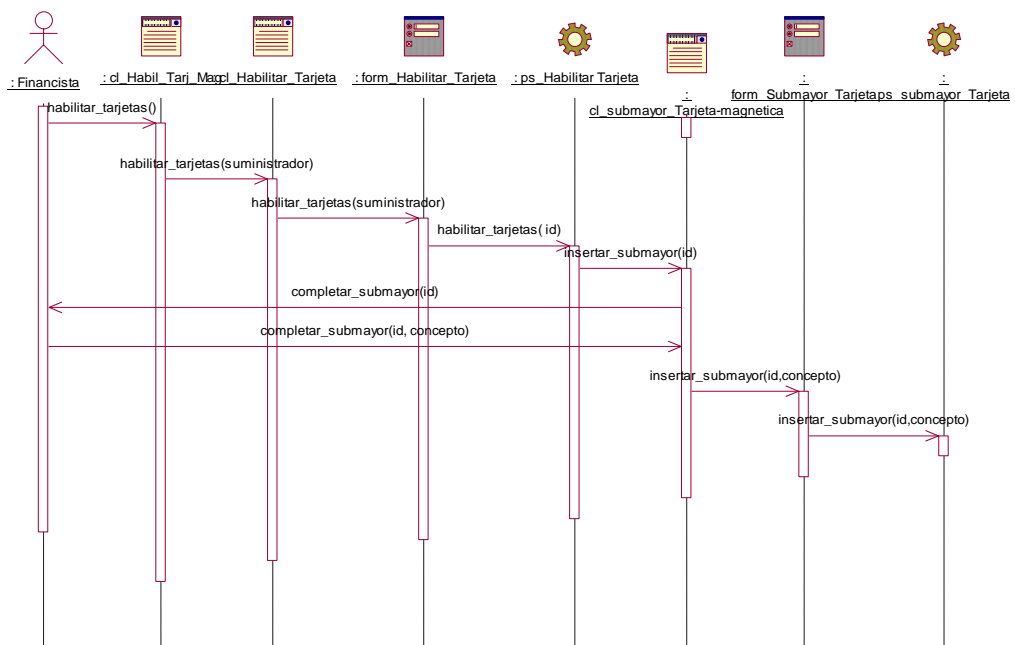 : Financista
: cl_Habil_Tarj_Mag
cl_Habilitar_Tarjeta
: form_Habilitar_Tarjeta
: ps_Habilitar Tarjeta
:
cl_submayor_Tarjeta-magnetica
:
form_Submayor_Tarjeta
:
ps_submayor_Tarjeta
habilitar_tarjetas()
habilitar_tarjetas(suministrador)
habilitar_tarjetas(suministrador)
habilitar_tarjetas( id)
insertar_submayor(id)
completar_submayor(id)
completar_submayor(id, concepto)
insertar_submayor(id,concepto)
insertar_submayor(id,concepto)